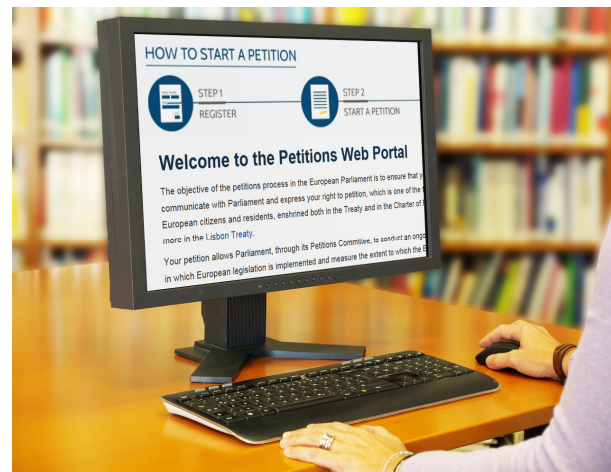 HOW TO START A PETITION
STEP 1
REGISTER
STEP 2
START A PETITION
Welcome to the Petitions Web Portal
The objective of the petitions process in the European Parliament is to ensure that y
communicate with Parliament and express your right to petition, which is one of the
European citizens and residents, enshrined both in the Treaty and in the Charter of
more in the Lisbon Treaty.
Your petition allows Parliament, through its Petitions Committee, to conduct an ongo
in which European legislation is implemented and measure the extent to which the E